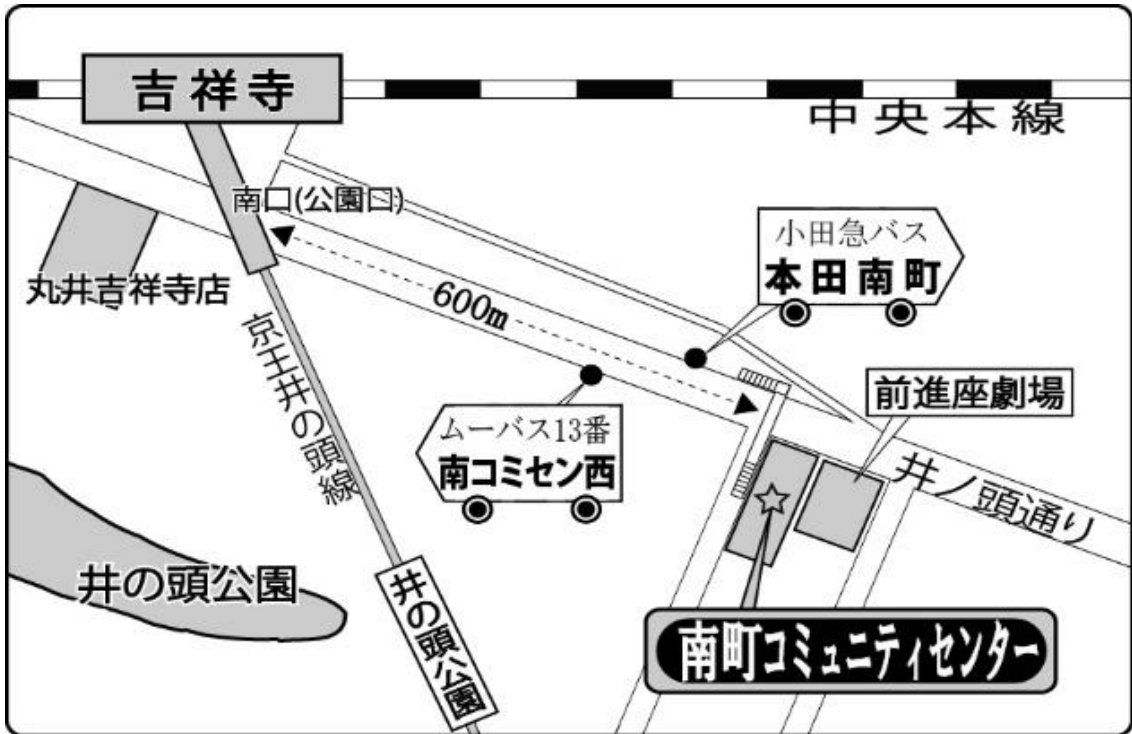 吉祥寺
中央本線
南口(公園口)
丸井吉祥寺店
600m
小田急バス
本田南町
京王井の頭線
ムーバス13番
南コミセン西
前進座劇場
井ノ頭通り
井の頭公園
井の頭公園
南町コミュニティセンター